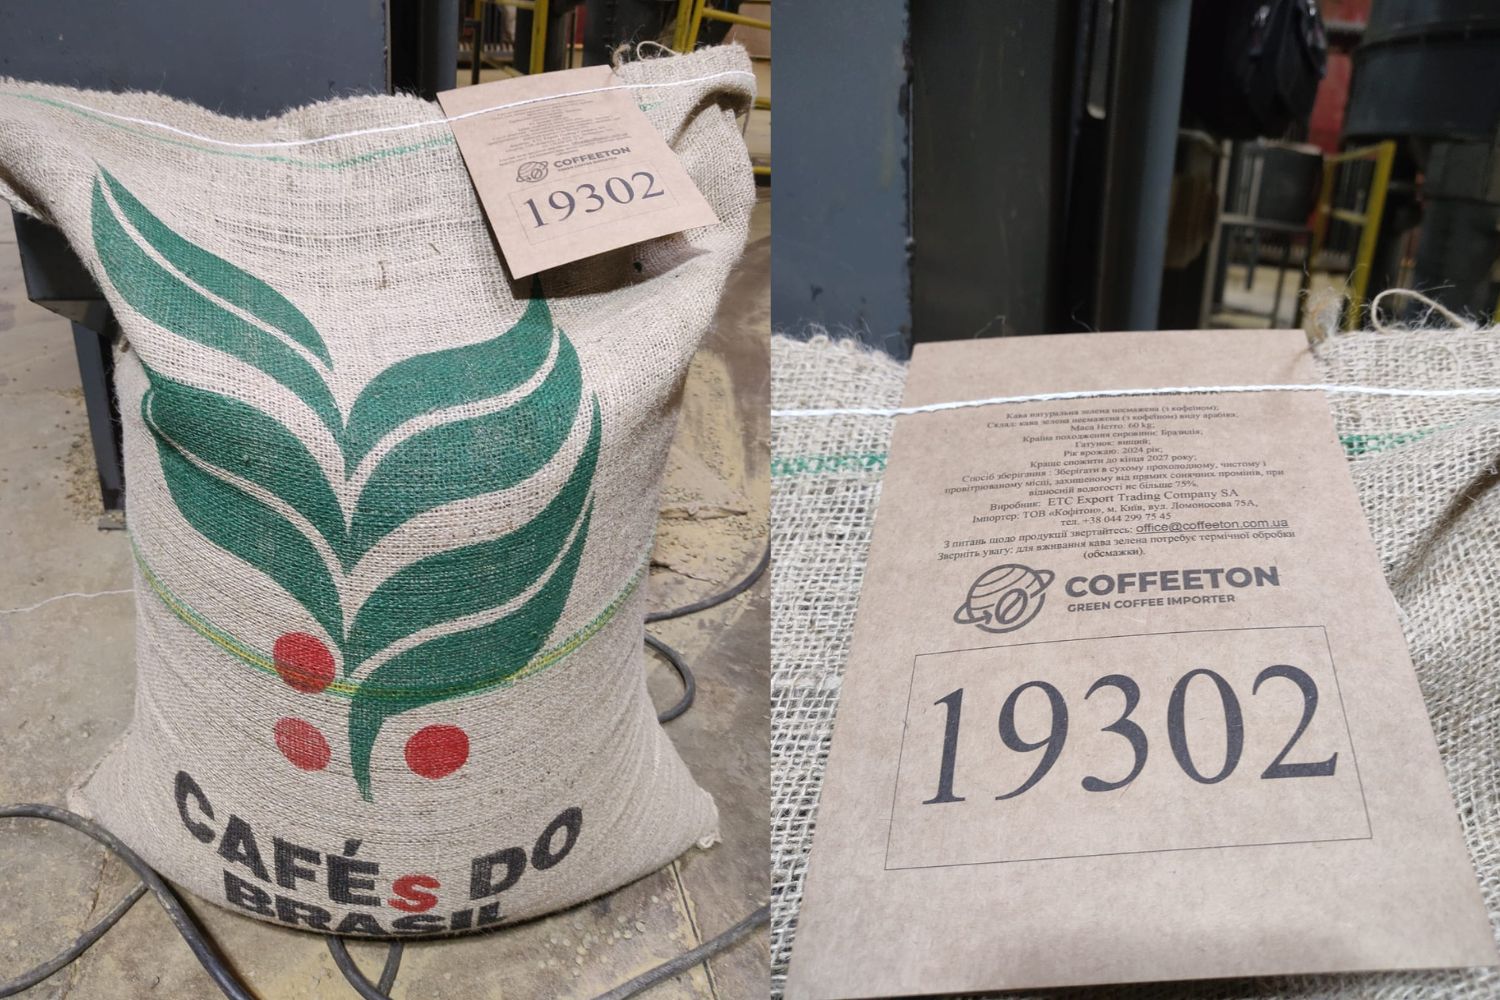 COFFEETON
19302
CAFÉS DO
BRASIL
Кава натуральна зелена несмажена (з кофеїном);
Склад: кава зелена несмажена (з кофеїном) виду арабіка;
Маса Нетто: 60 kg;
Країна походження сировини: Бразилія;
Гатунок: вищий;
Рік врожаю: 2024 рік;
Краще спожити до кінця 2027 року;
Спосіб зберігання : Зберігати в сухому прохолодному, чистому і
провітрюваному місці, захищеному від прямих сонячних промінів, при
відносній вологості не більше 75%.
Виробник: ETC Export Trading Company SA
Імпортер: ТОВ «Кофітон», м. Київ, вул. Ломоносова 75А,
тел. +38 044 299 75 45
З питань щодо продукції звертайтесь: office@coffeeton.com.ua
Зверніть увагу: для вживання кава зелена потребує термічної обробки
(обсмажки).
COFFEETON
GREEN COFFEE IMPORTER
19302